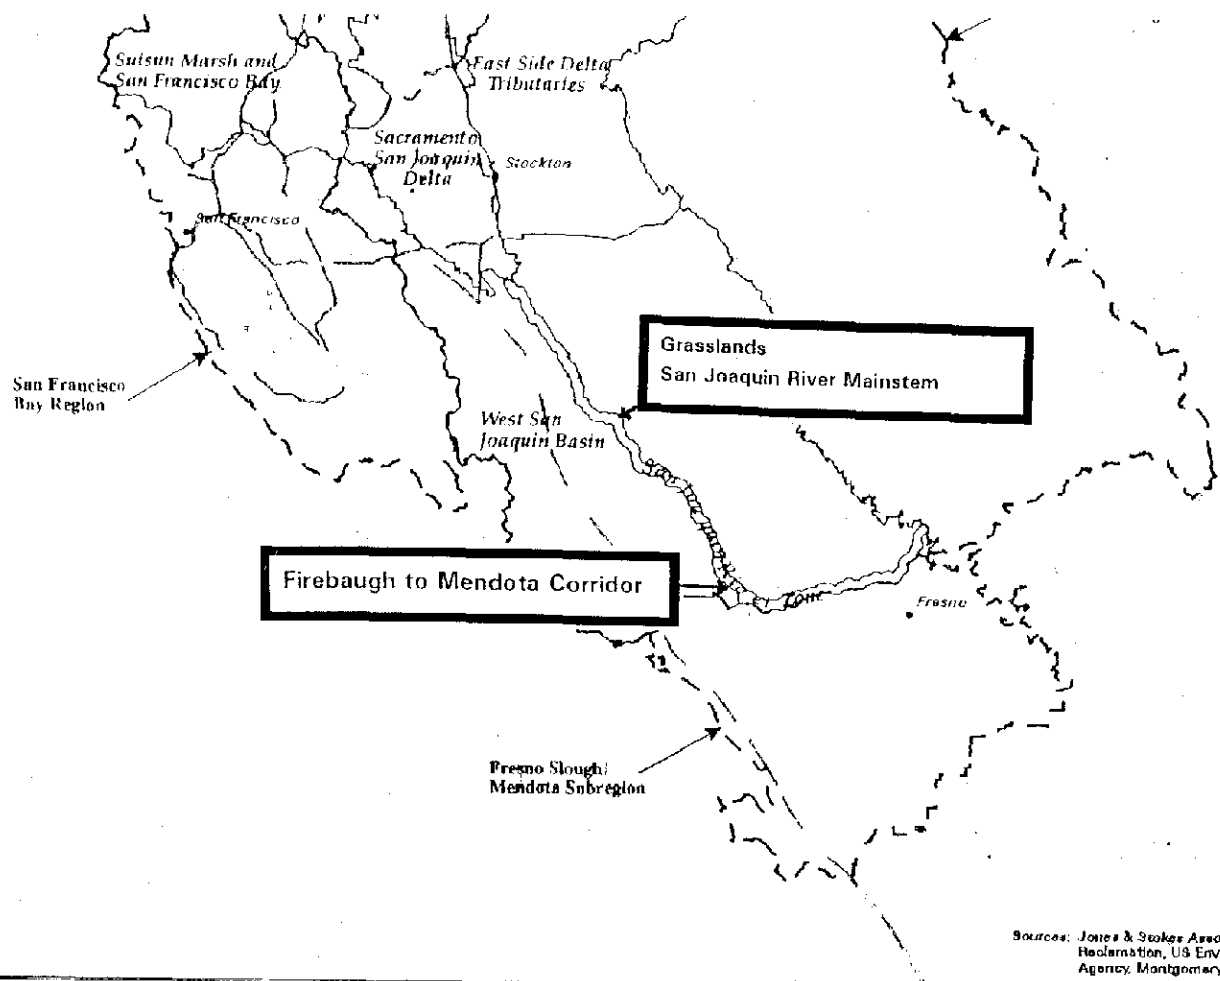 Suisun Marsh and
San Francisco Bay
East Side Delta
Tributaries
Sacramento
San Joaquin
Delta
Stockton
San Francisco
Grasslands
San Joaquin River Mainstem
San Francisco
Bay Region
West San
Joaquin Basin
Firebaugh to Mendota Corridor
Fresno
Fresno Slough/
Mendota Subregion
Sources: Jones & Stokes Asso
Reclamation, US Env
Agency, Montgomery